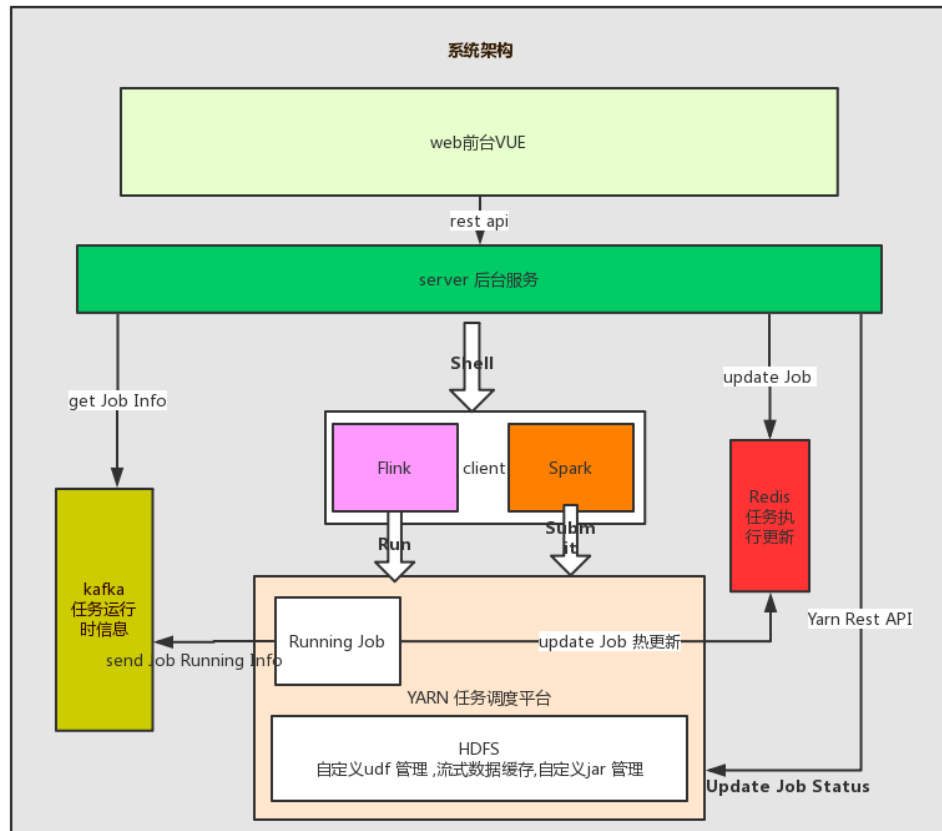 系统架构
web前台VUE
rest api
server 后台服务
Shell
update Job
get Job Info
Flink
client
Spark
Redis
任务执
行更新
Run
Subm
it
kafka
任务运行
时信息
Yarn Rest API
Running Job
update Job 热更新
send Job Running Info
YARN 任务调度平台
HDFS
自定义udf 管理 ,流式数据缓存,自定义jar 管理
Update Job Status